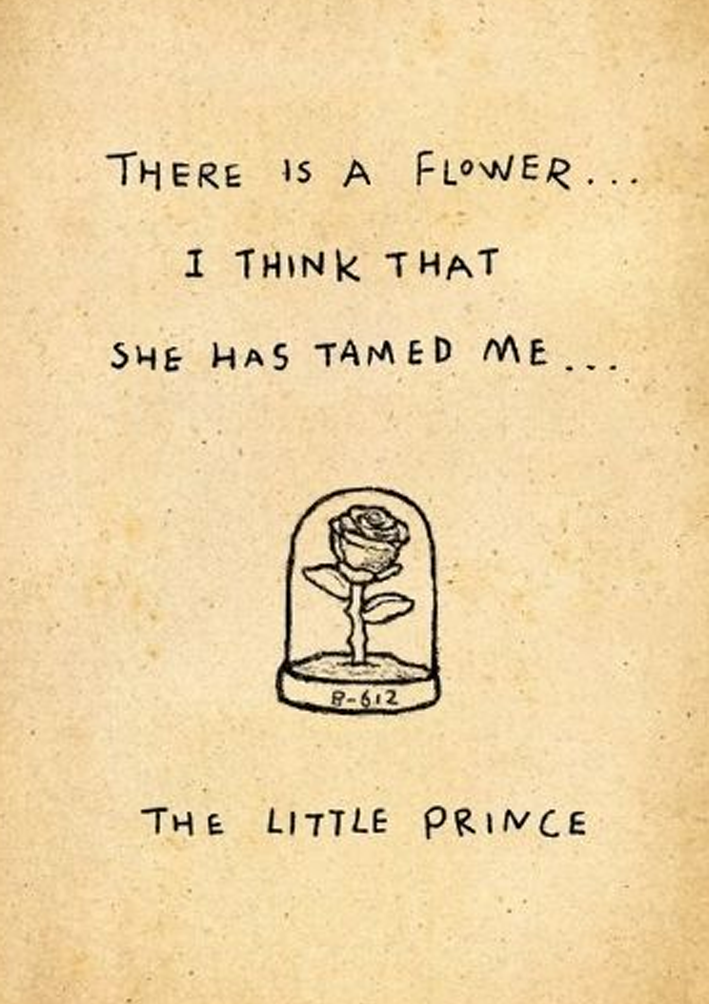 THERE IS A FLOWER...
I THINK THAT
SHE HAS TAMED ME...
B-612
THE LITTLE PRINCE